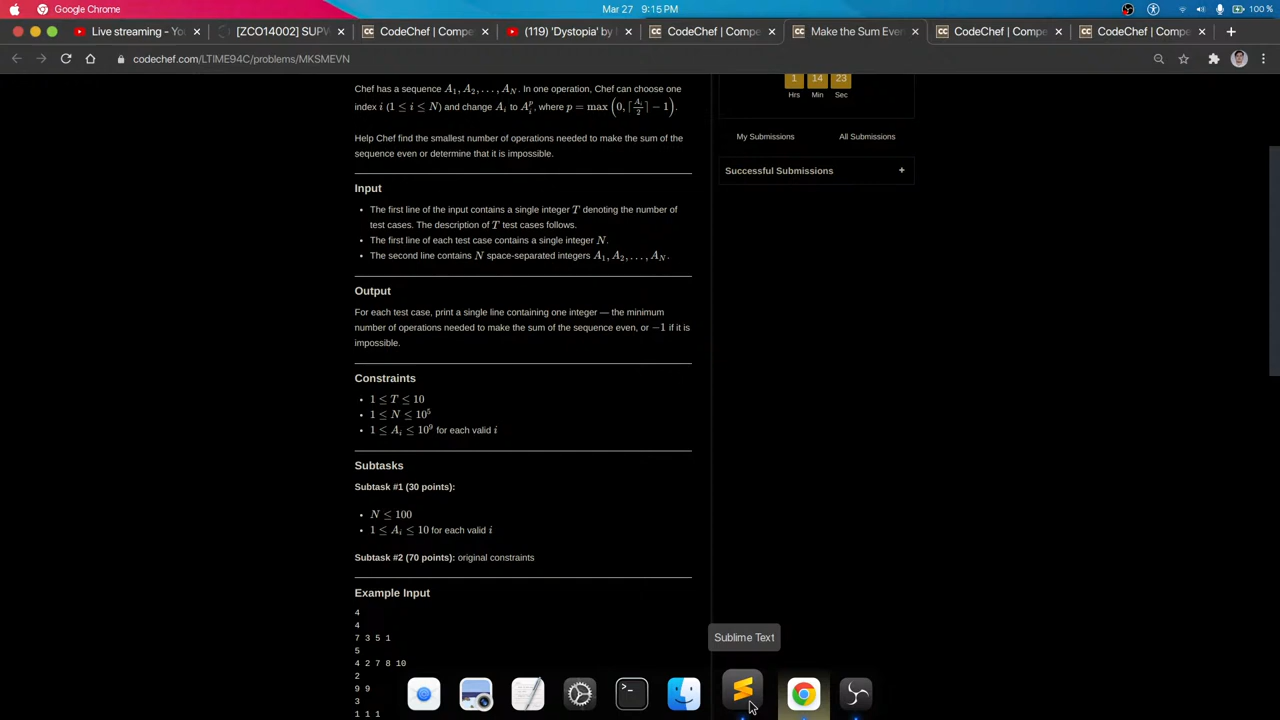 Google Chrome
Mar 27 9:15 PM
100 %
Live streaming - You
[ZCO14002] SUPW
CodeChef | Compe
(119) 'Dystopia' by
CodeChef | Compe
Make the Sum Even
CodeChef | Compe
CodeChef | Compe
codechef.com/LTIME94C/problems/MKSMEVN
Chef has a sequence A₁, A₂, . . . , A_N. In one operation, Chef can choose one
index i (1 ≤ i ≤ N) and change Aᵢ to Aᵢᵖ, where p = max(0, ⌈Aᵢ/2⌉ − 1).
Help Chef find the smallest number of operations needed to make the sum of the
sequence even or determine that it is impossible.
Input
• The first line of the input contains a single integer T denoting the number of
test cases. The description of T test cases follows.
• The first line of each test case contains a single integer N.
• The second line contains N space-separated integers A₁, A₂, . . . , A_N.
Output
For each test case, print a single line containing one integer — the minimum
number of operations needed to make the sum of the sequence even, or −1 if it is
impossible.
Constraints
• 1 ≤ T ≤ 10
• 1 ≤ N ≤ 10⁵
• 1 ≤ Aᵢ ≤ 10⁹ for each valid i
Subtasks
Subtask #1 (30 points):
• N ≤ 100
• 1 ≤ Aᵢ ≤ 10 for each valid i
Subtask #2 (70 points): original constraints
Example Input
4
4
7 3 5 1
5
4 2 7 8 10
2
9 9
3
1 1 1
1 14 23
Hrs Min Sec
My Submissions All Submissions
Successful Submissions +
Sublime Text